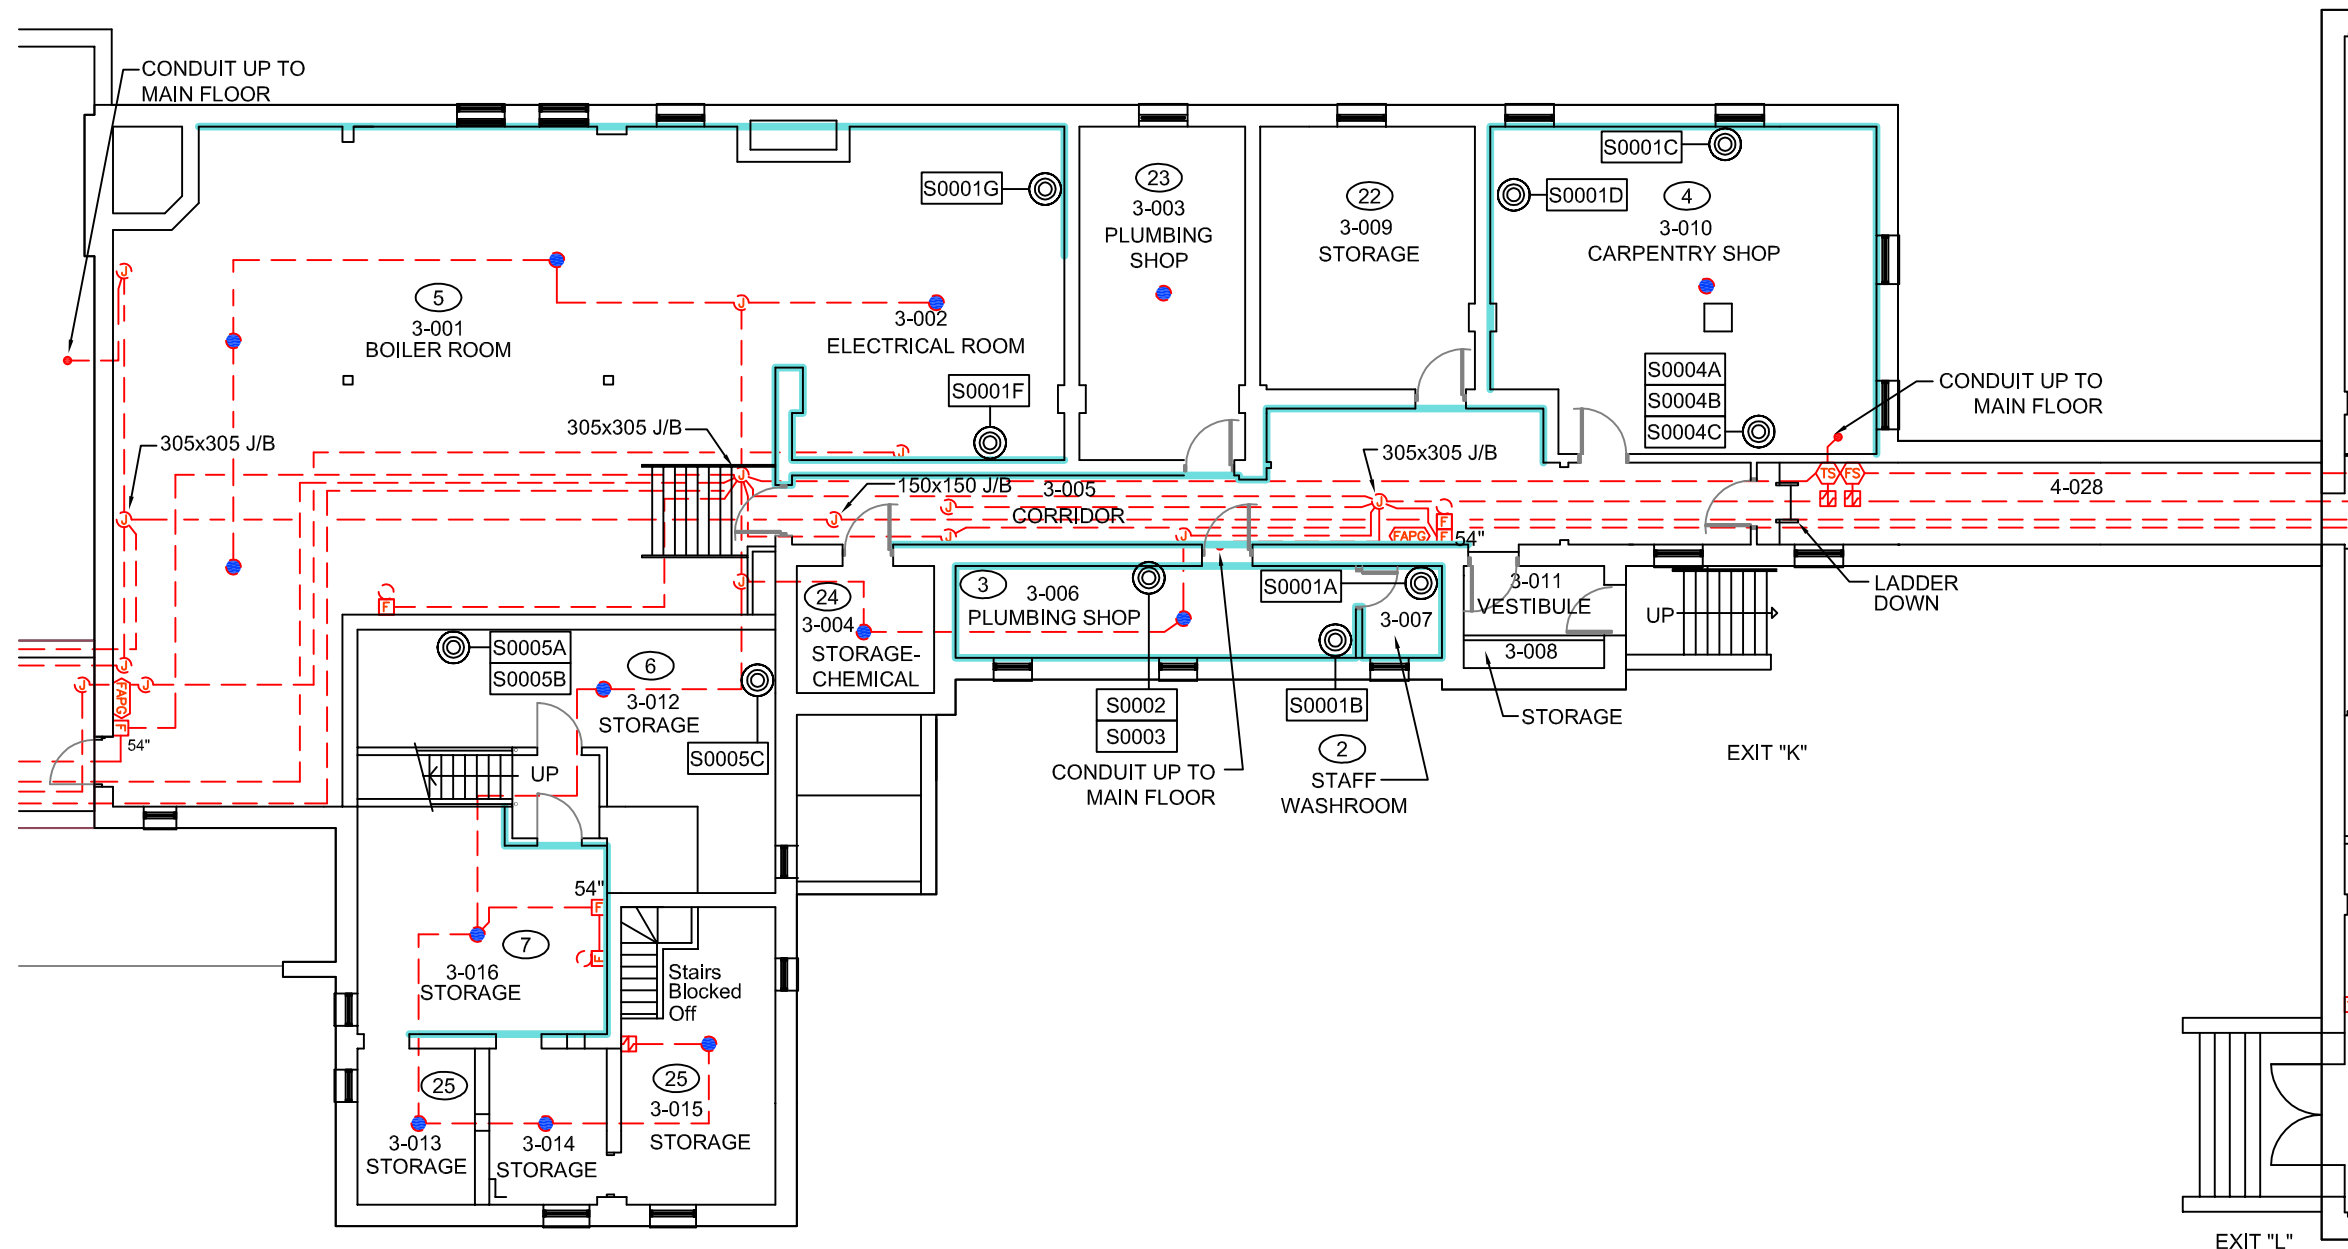 CONDUIT UP TO
MAIN FLOOR
S0001G
23
3-003
PLUMBING
SHOP
22
3-009
STORAGE
S0001C
S0001D
4
3-010
CARPENTRY SHOP
J
5
3-001
BOILER ROOM
J
3-002
ELECTRICAL ROOM
S0001F
S0004A
S0004B
S0004C
CONDUIT UP TO
MAIN FLOOR
305x305 J/B
305x305 J/B
J
J
150x150 J/B
3-005
CORRIDOR
305x305 J/B
TS
FS
4-028
J
J
J
J
J
J
FAPG
F
F
54"
F
J
J
24
3-004
STORAGE-
CHEMICAL
3
3-006
PLUMBING SHOP
S0001A
3-007
3-011
VESTIBULE
3-008
UP
LADDER
DOWN
S0005A
S0005B
6
3-012
STORAGE
S0005C
J
J
J
FAPG
F
54"
S0002
S0003
S0001B
2
STAFF
WASHROOM
CONDUIT UP TO
MAIN FLOOR
STORAGE
EXIT "K"
UP
54"
F
F
7
3-016
STORAGE
Stairs
Blocked
Off
25
3-013
STORAGE
3-014
STORAGE
25
3-015
STORAGE
EXIT "L"